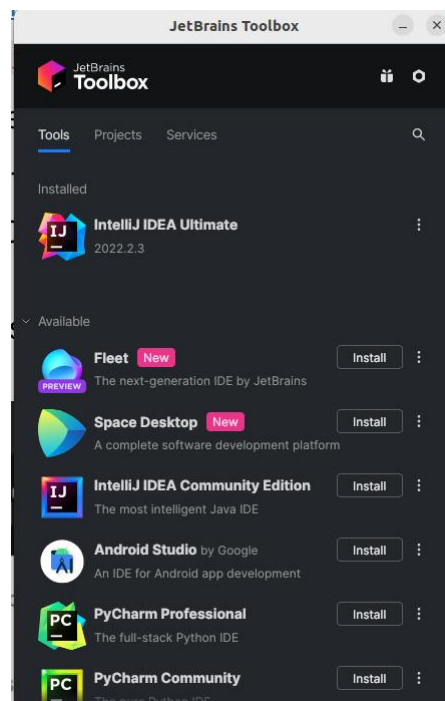 JetBrains Toolbox
JetBrains
Toolbox
Tools Projects Services
Installed
IJ
IntelliJ IDEA Ultimate
2022.2.3
Available
Fleet New Install
PREVIEW
The next-generation IDE by JetBrains
Space Desktop New Install
A complete software development platform
IJ
IntelliJ IDEA Community Edition Install
The most intelligent Java IDE
Android Studio by Google Install
An IDE for Android app development
PC
PyCharm Professional Install
The full-stack Python IDE
PC
PyCharm Community Install